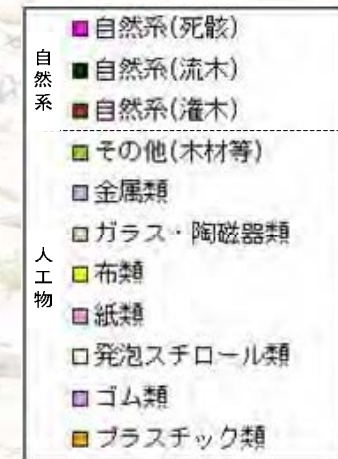 自然系
自然系(死骸)
自然系(流木)
自然系(潅木)
人工物
その他(木材等)
金属類
ガラス・陶磁器類
布類
紙類
発泡スチロール類
ゴム類
プラスチック類